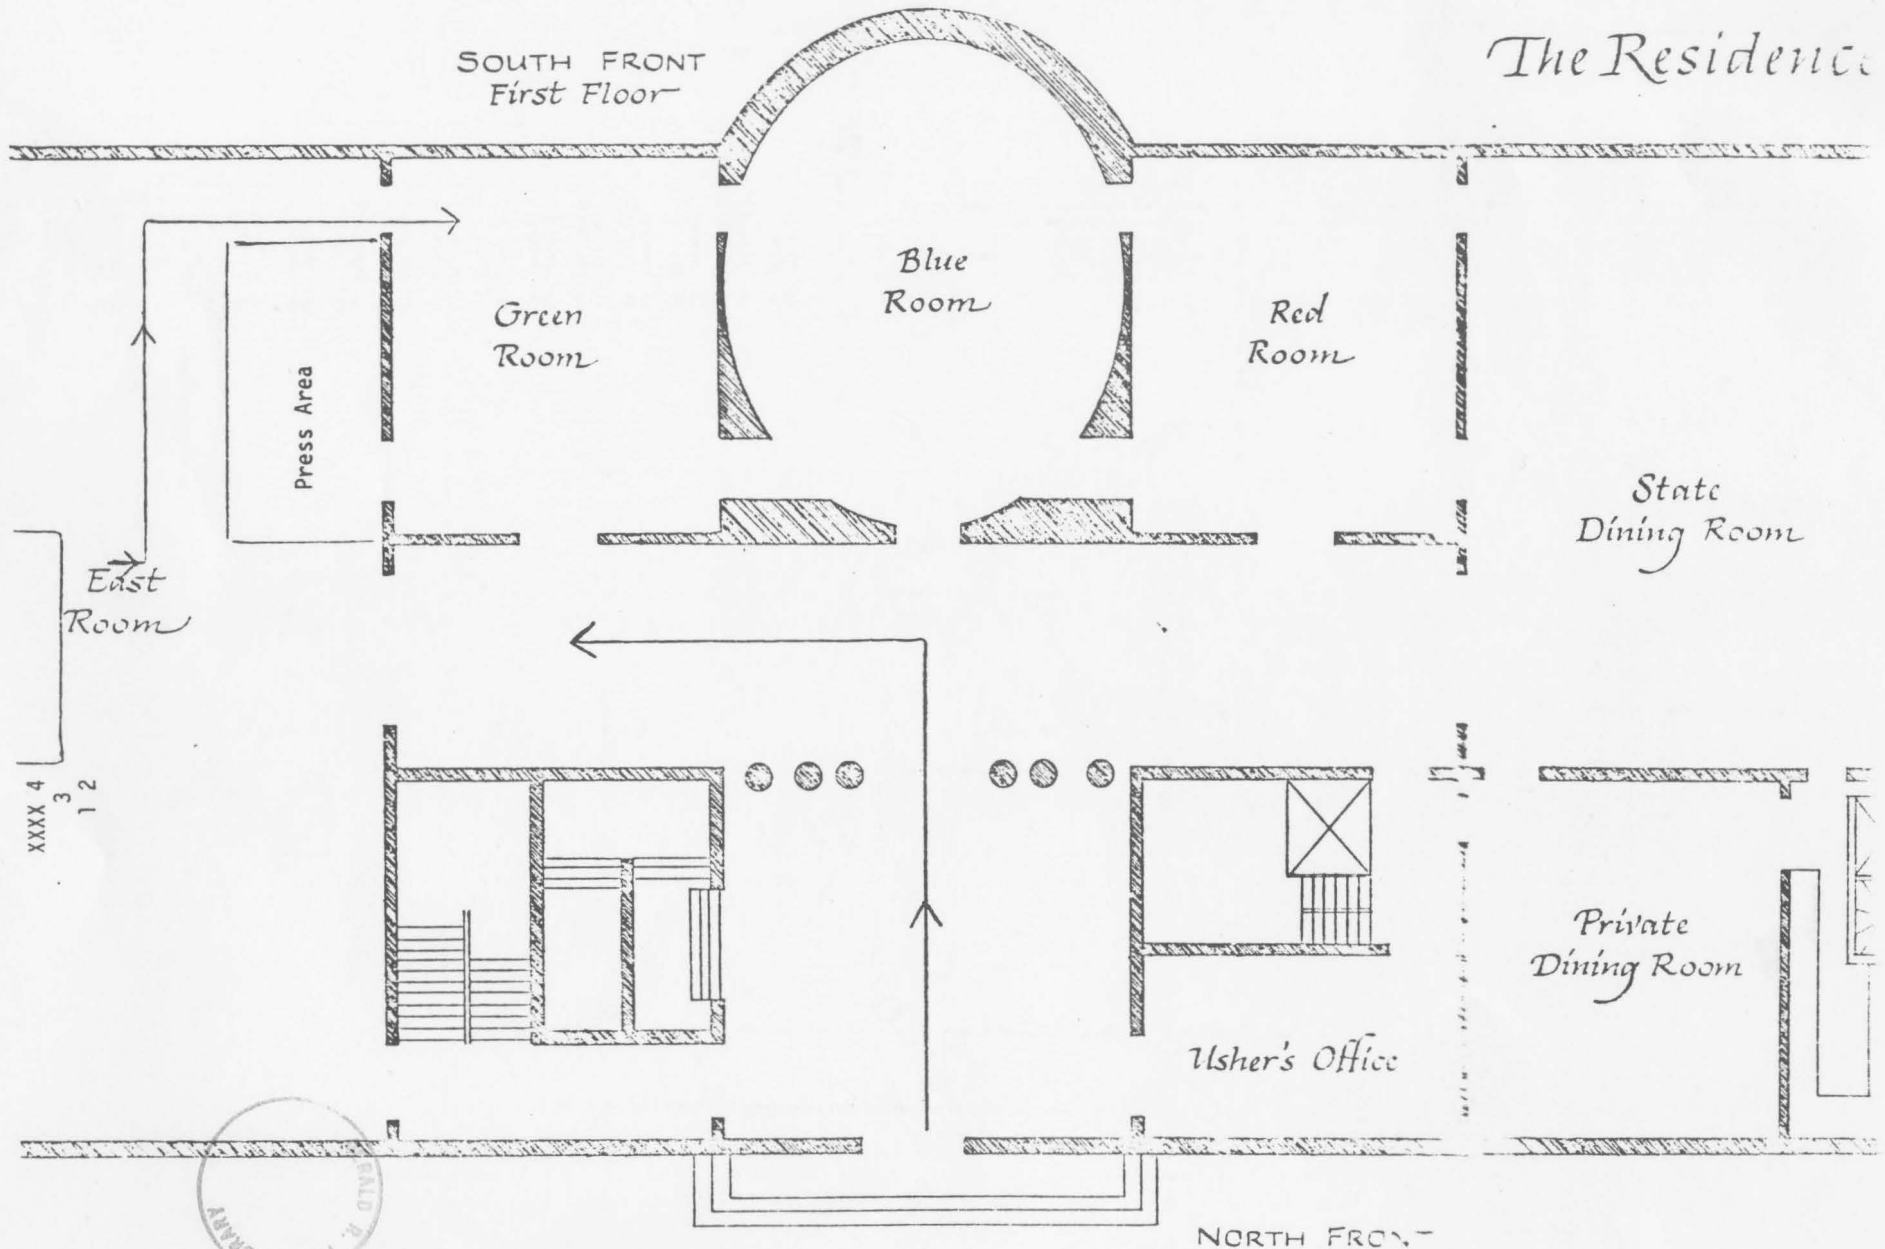 The Residence
SOUTH FRONT
First Floor
Blue
Room
Green
Room
Red
Room
Press Area
State
Dining Room
East
Room
XXXX 4
3
1 2
Private
Dining Room
Usher's Office
NORTH FRONT